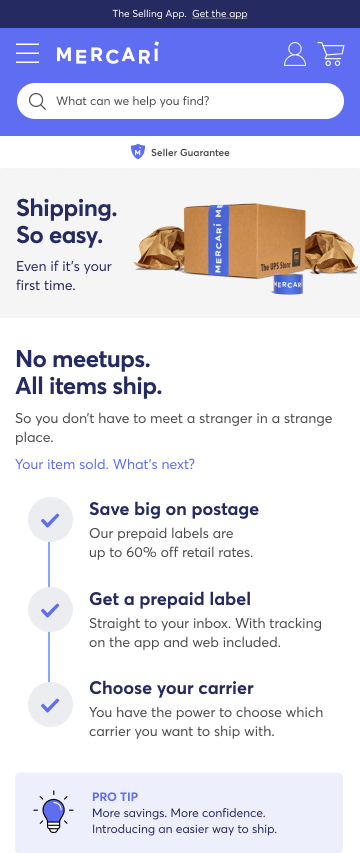 The Selling App. Get the app
MERCARI
What can we help you find?
M Seller Guarantee
Shipping.
So easy.
Even if it's your
first time.
MERCARI M
The UPS Store
MERCARI
No meetups.
All items ship.
So you don't have to meet a stranger in a strange
place.
Your item sold. What's next?
Save big on postage
Our prepaid labels are
up to 60% off retail rates.
Get a prepaid label
Straight to your inbox. With tracking
on the app and web included.
Choose your carrier
You have the power to choose which
carrier you want to ship with.
PRO TIP
More savings. More confidence.
Introducing an easier way to ship.